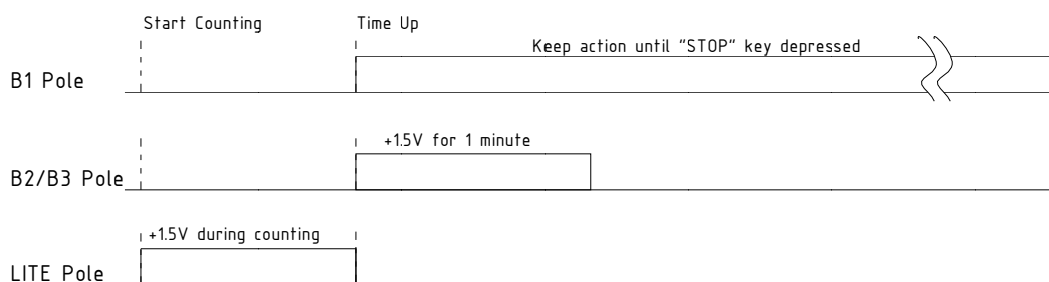 Start Counting
Time Up
Keep action until "STOP" key depressed
B1 Pole
+1.5V for 1 minute
B2/B3 Pole
+1.5V during counting
LITE Pole